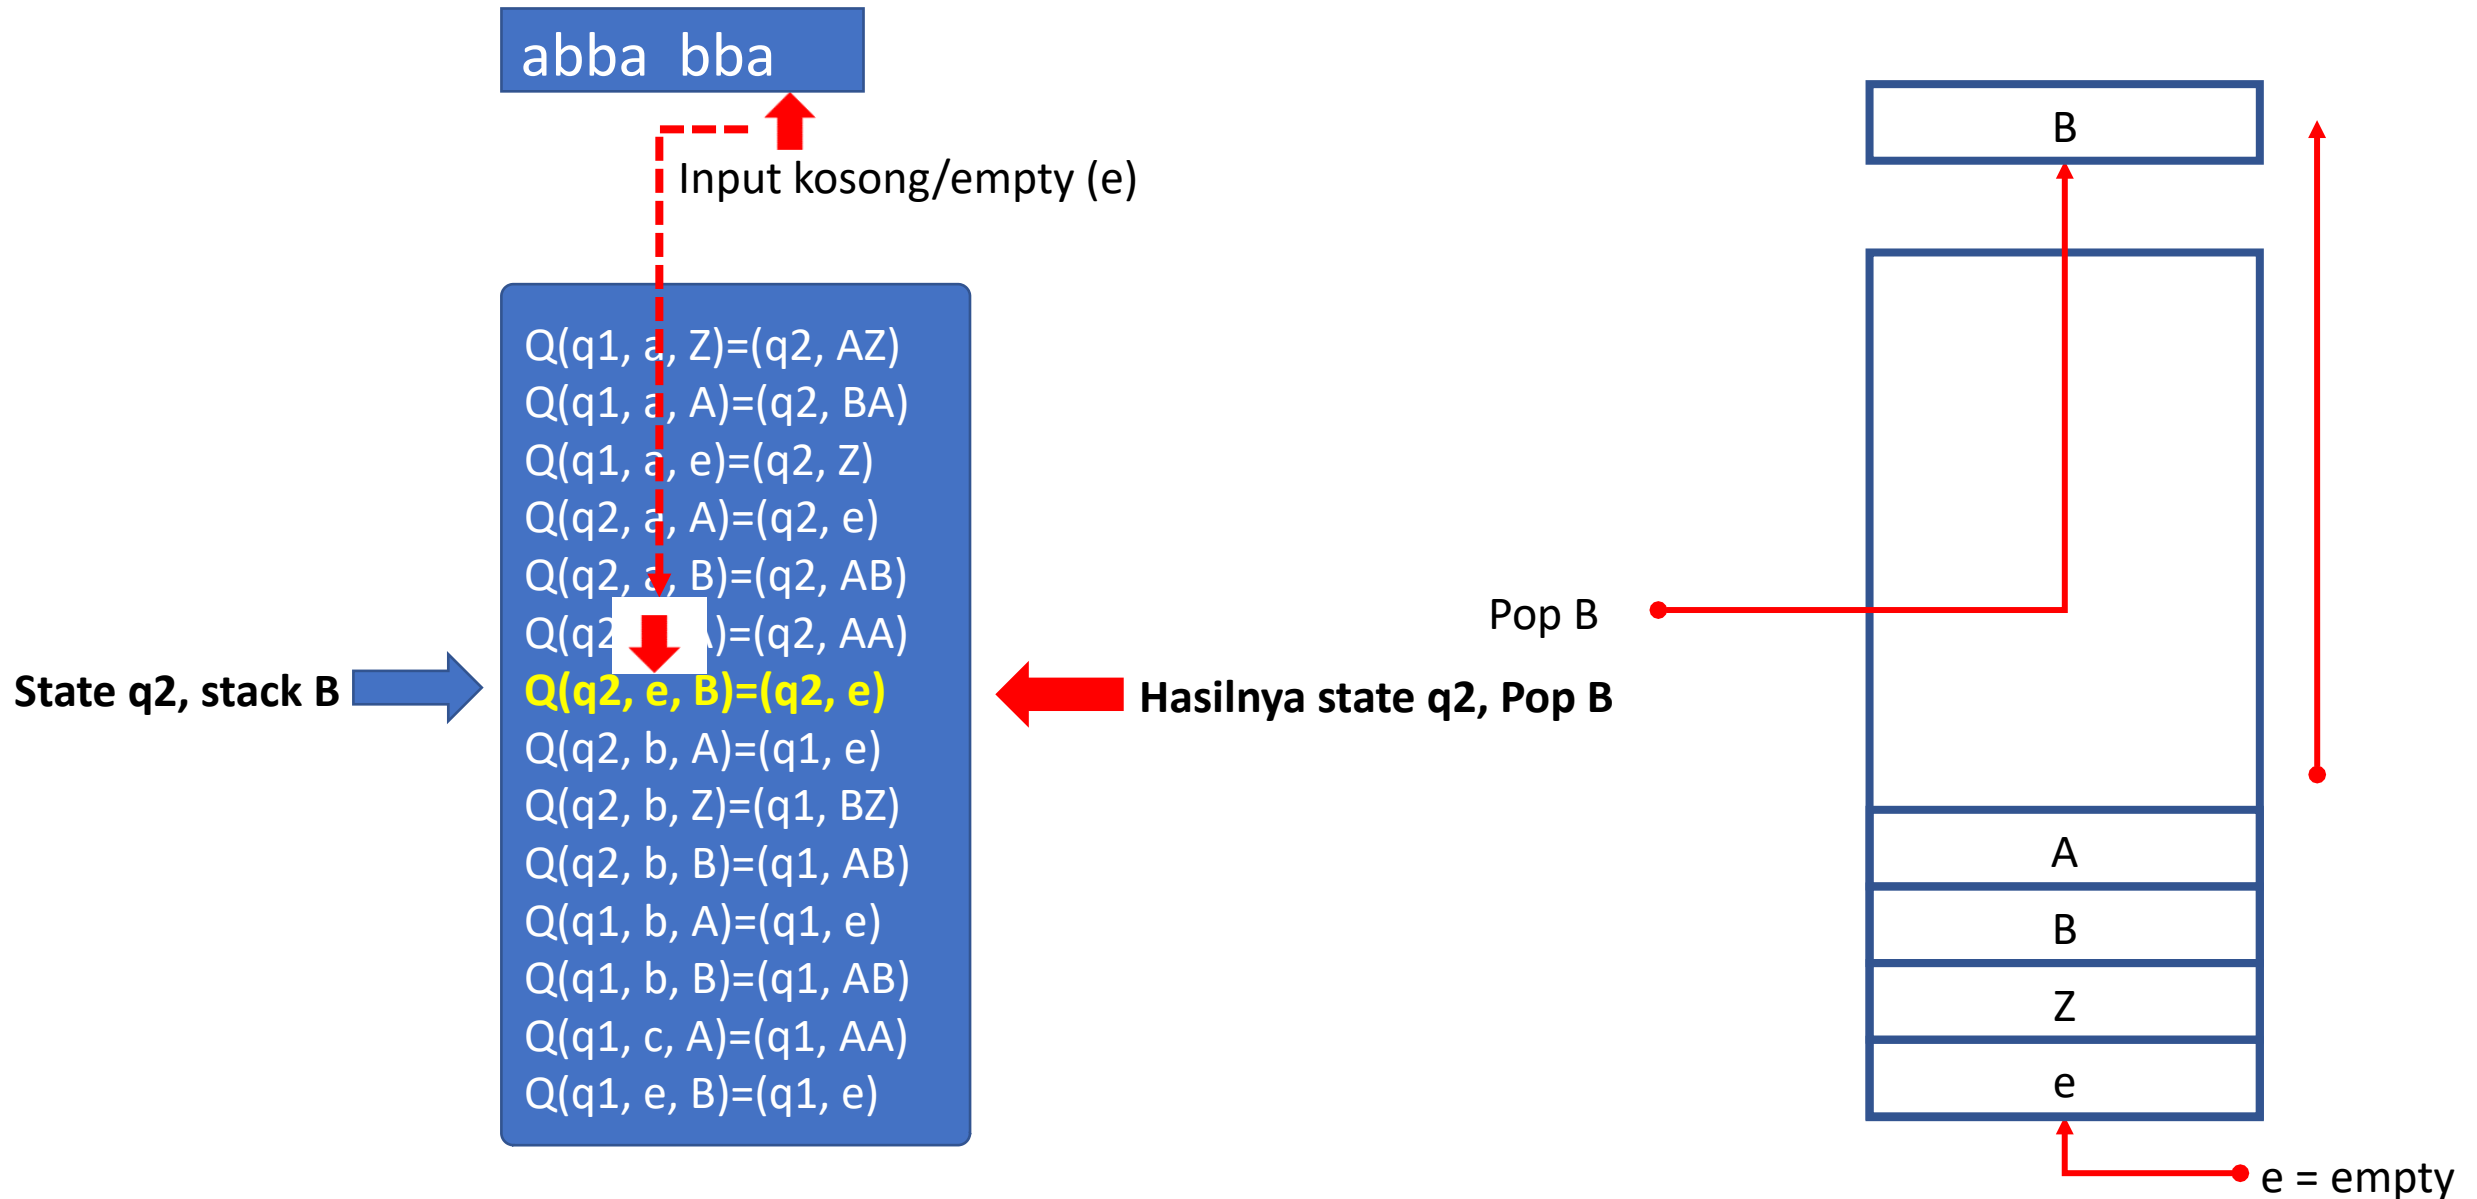 abba bba
Input kosong/empty (e)
Q(q1, a, Z)=(q2, AZ)
Q(q1, a, A)=(q2, BA)
Q(q1, a, e)=(q2, Z)
Q(q2, a, A)=(q2, e)
Q(q2, a, B)=(q2, AB)
Q(q2 )=(q2, AA)
Q(q2, e, B)=(q2, e)
Q(q2, b, A)=(q1, e)
Q(q2, b, Z)=(q1, BZ)
Q(q2, b, B)=(q1, AB)
Q(q1, b, A)=(q1, e)
Q(q1, b, B)=(q1, AB)
Q(q1, c, A)=(q1, AA)
Q(q1, e, B)=(q1, e)
State q2, stack B
Hasilnya state q2, Pop B
Pop B
B
A
B
Z
e
e = empty